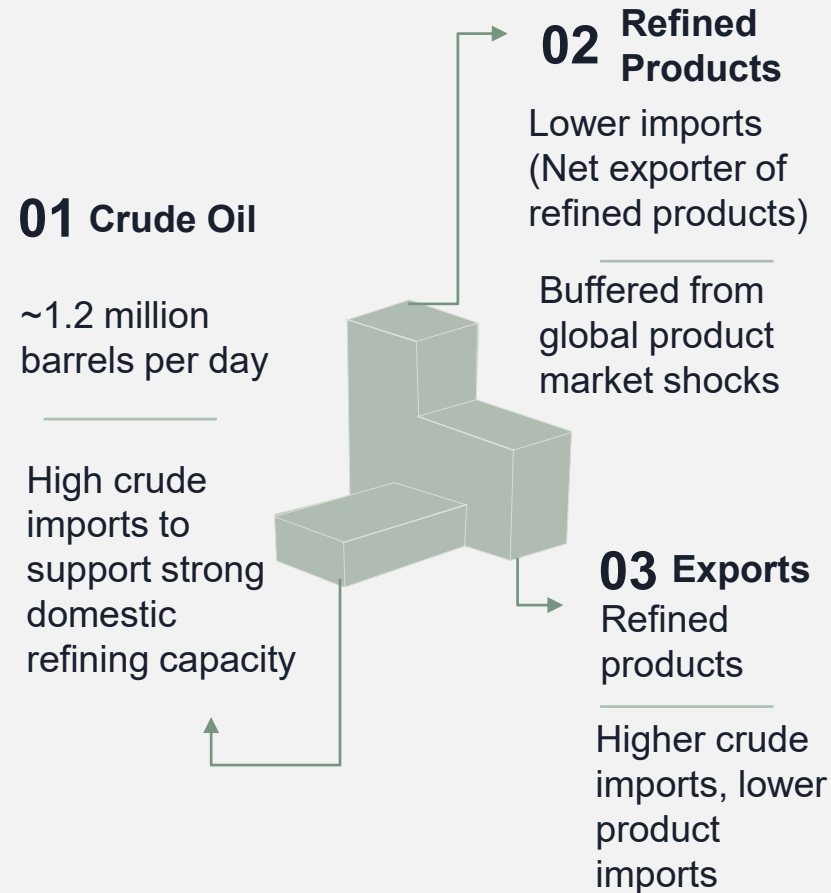 01 Crude Oil
~1.2 million
barrels per day
High crude
imports to
support strong
domestic
refining capacity
02 Refined
Products
Lower imports
(Net exporter of
refined products)
Buffered from
global product
market shocks
03 Exports
Refined
products
Higher crude
imports, lower
product
imports